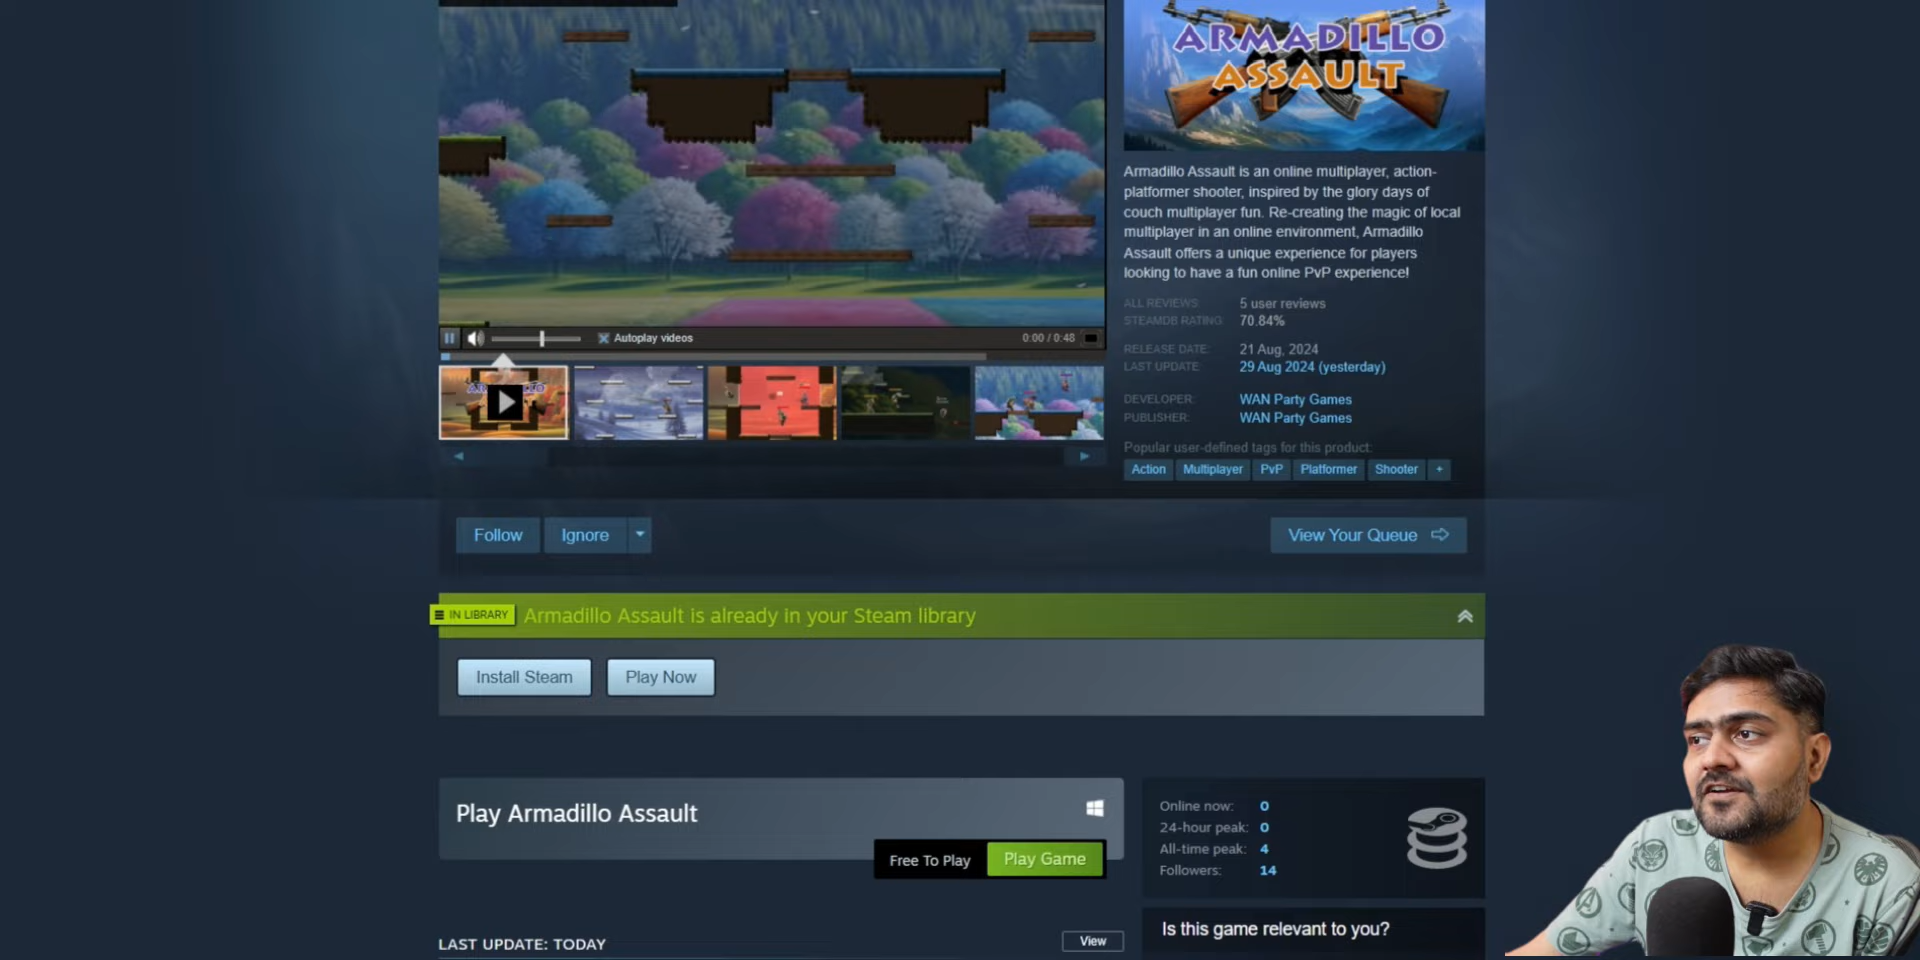 ARMADILLO
ASSAULT
Armadillo Assault is an online multiplayer, action-
platformer shooter, inspired by the glory days of
couch multiplayer fun. Re-creating the magic of local
multiplayer in an online environment, Armadillo
Assault offers a unique experience for players
looking to have a fun online PvP experience!
ALL REVIEWS: 5 user reviews
STEAMDB RATING: 70.84%
RELEASE DATE: 21 Aug, 2024
LAST UPDATE: 29 Aug 2024 (yesterday)
DEVELOPER: WAN Party Games
PUBLISHER: WAN Party Games
Popular user-defined tags for this product:
Action Multiplayer PvP Platformer Shooter +
Autoplay videos 0:00 / 0:48
Follow Ignore View Your Queue
IN LIBRARY Armadillo Assault is already in your Steam library
Install Steam Play Now
Play Armadillo Assault
Free To Play Play Game
Online now: 0
24-hour peak: 0
All-time peak: 4
Followers: 14
Is this game relevant to you?
LAST UPDATE: TODAY View